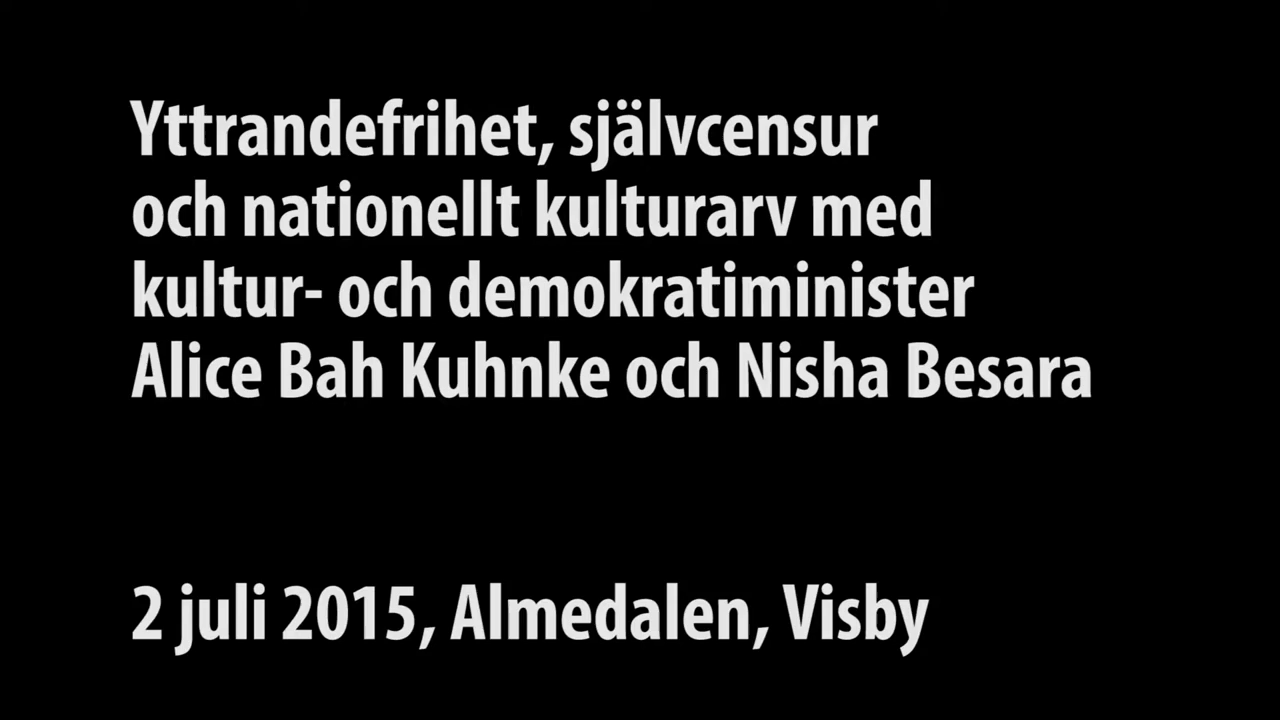 Yttrandefrihet, självcensur
och nationellt kulturarv med
kultur- och demokratiminister
Alice Bah Kuhnke och Nisha Besara
2 juli 2015, Almedalen, Visby